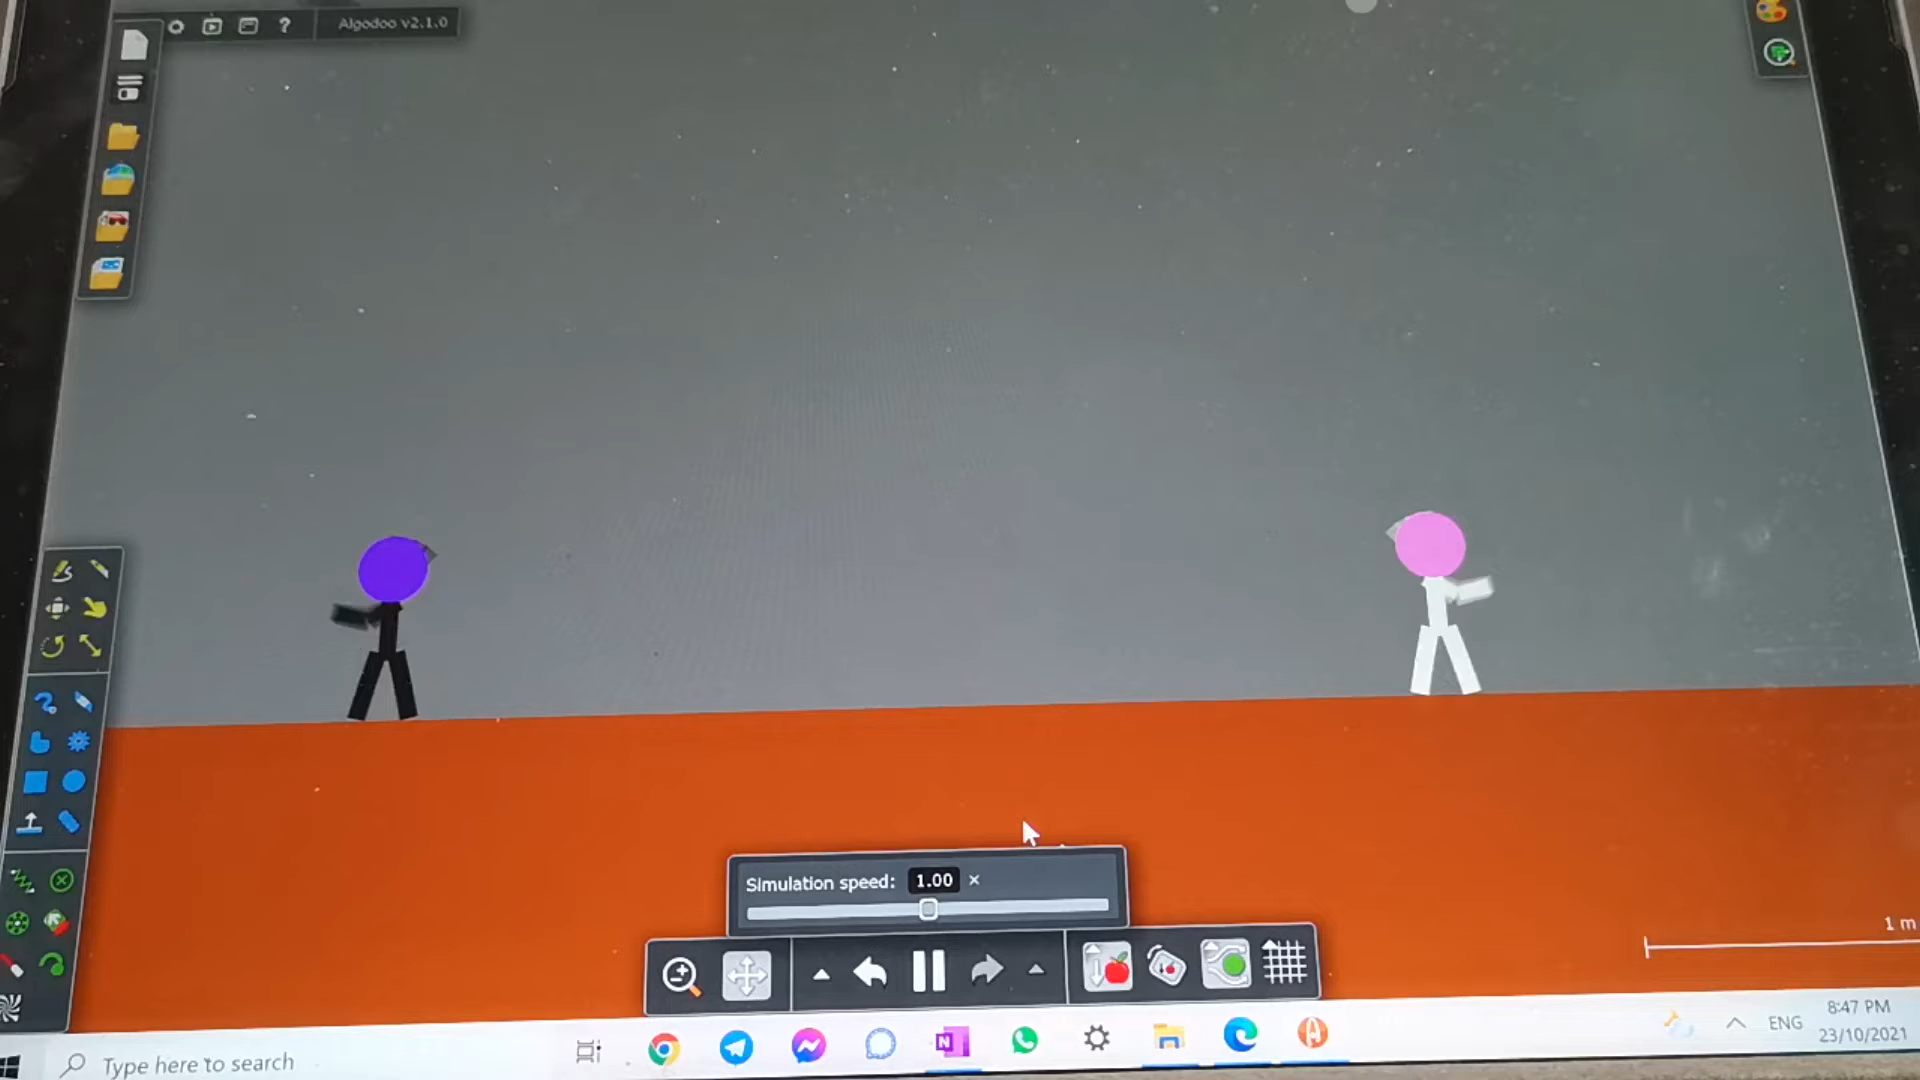 ? Algodoo v2.1.0
Simulation speed: 1.00 ×
1 m
Type here to search
N
ENG
8:47 PM
23/10/2021